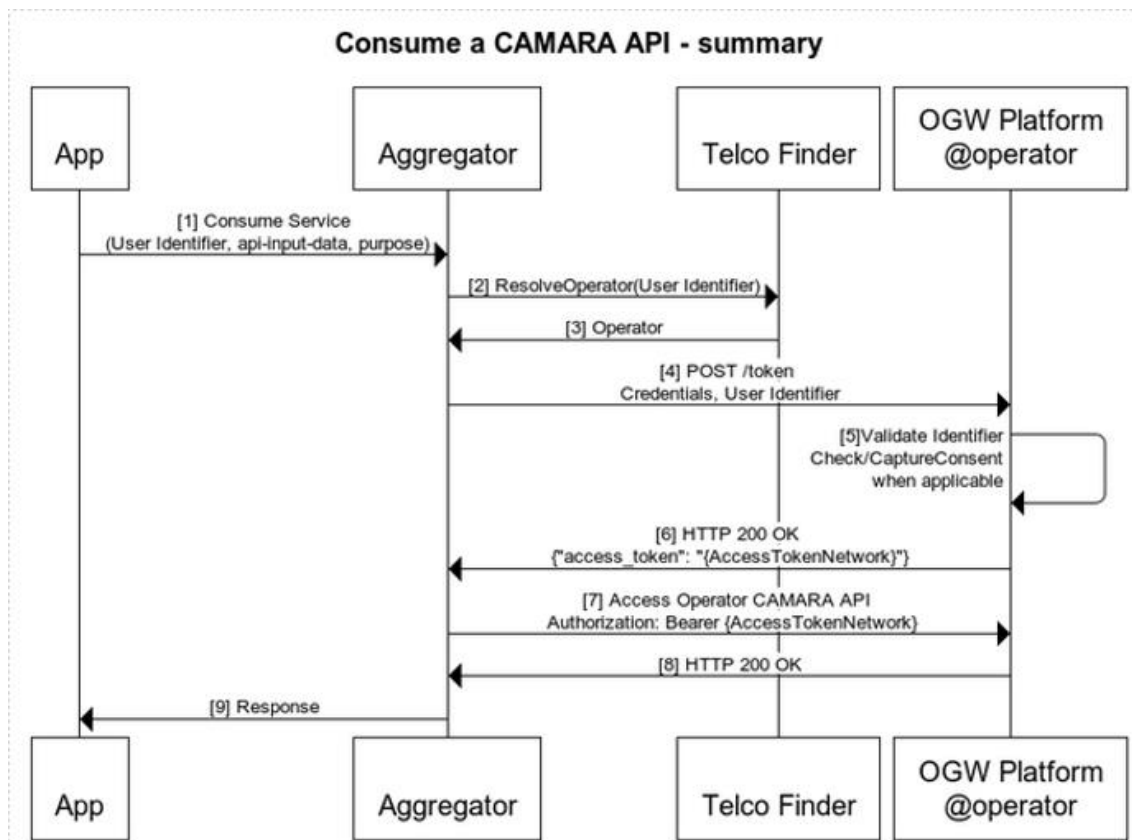 Consume a CAMARA API - summary
App
Aggregator
Telco Finder
OGW Platform
@operator
[1] Consume Service
(User Identifier, api-input-data, purpose)
[2] ResolveOperator(User Identifier)
[3] Operator
[4] POST /token
Credentials, User Identifier
[5]Validate Identifier
Check/CaptureConsent
when applicable
[6] HTTP 200 OK
{"access_token": "{AccessTokenNetwork}"}
[7] Access Operator CAMARA API
Authorization: Bearer {AccessTokenNetwork}
[8] HTTP 200 OK
[9] Response
App
Aggregator
Telco Finder
OGW Platform
@operator